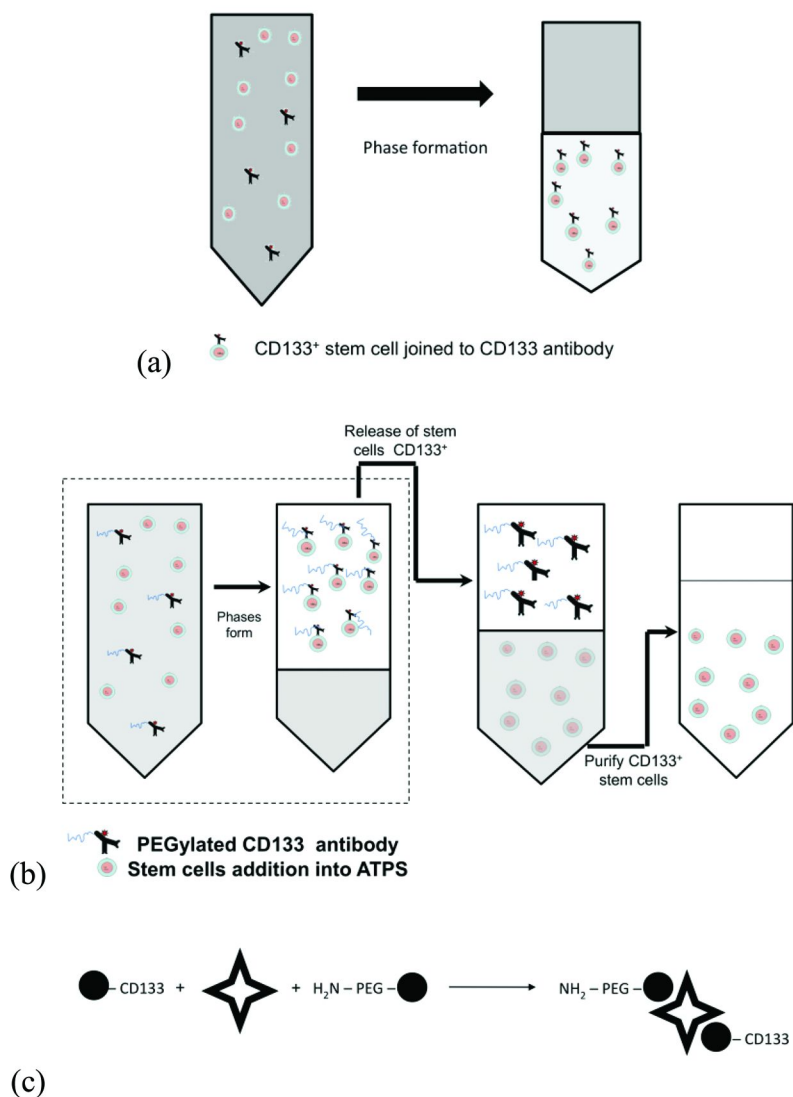 Phase formation
(a)
CD133⁺ stem cell joined to CD133 antibody
Release of stem
cells CD133⁺
Phases
form
Purify CD133⁺
stem cells
PEGylated CD133 antibody
(b)
Stem cells addition into ATPS
– CD133 + + H₂N – PEG – NH₂ – PEG –
– CD133
(c)